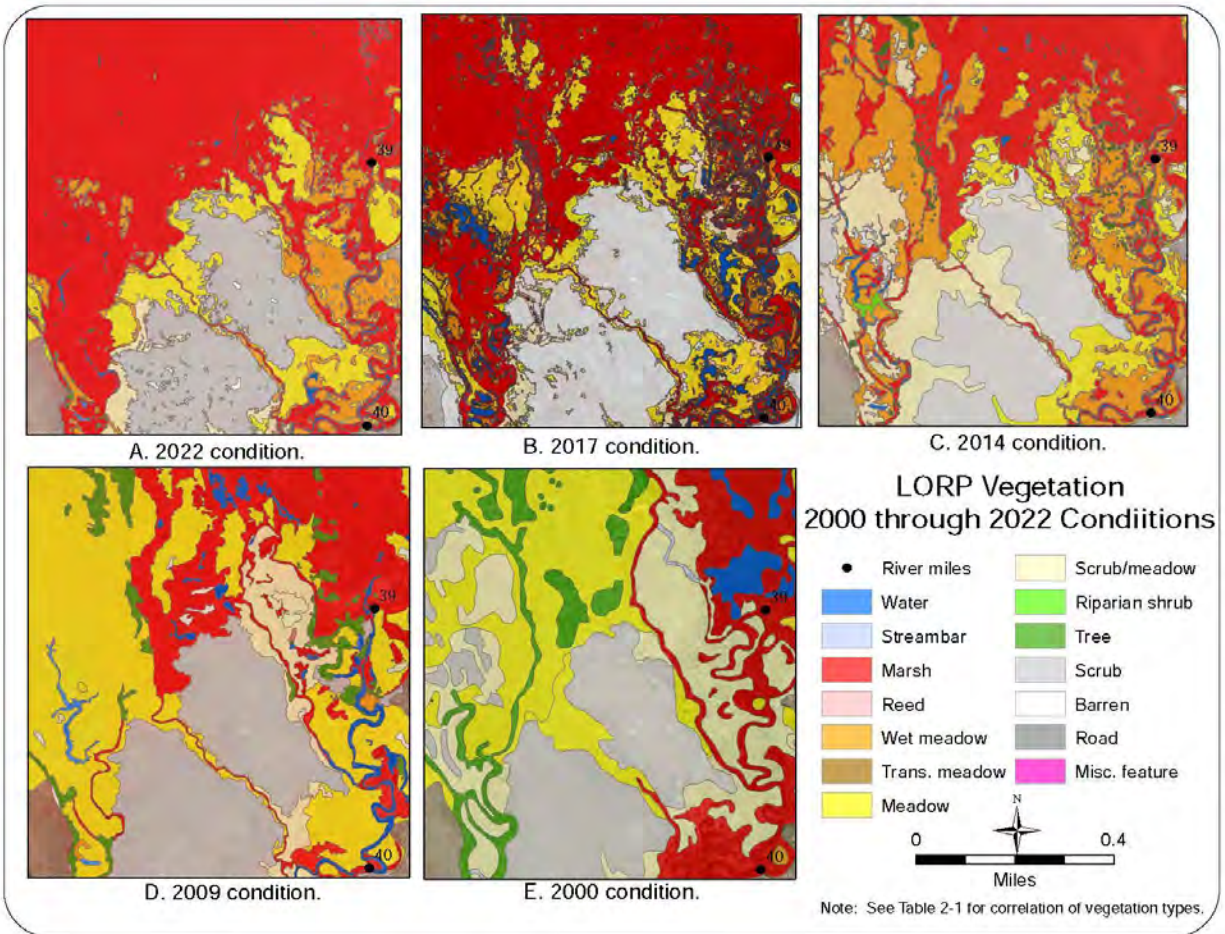 39
40
A. 2022 condition.
39
40
B. 2017 condition.
39
40
C. 2014 condition.
39
40
D. 2009 condition.
39
40
E. 2000 condition.
LORP Vegetation
2000 through 2022 Condiitions
River miles
Water
Streambar
Marsh
Reed
Wet meadow
Trans. meadow
Meadow
Scrub/meadow
Riparian shrub
Tree
Scrub
Barren
Road
Misc. feature
N
0 0.4
Miles
Note: See Table 2-1 for correlation of vegetation types.